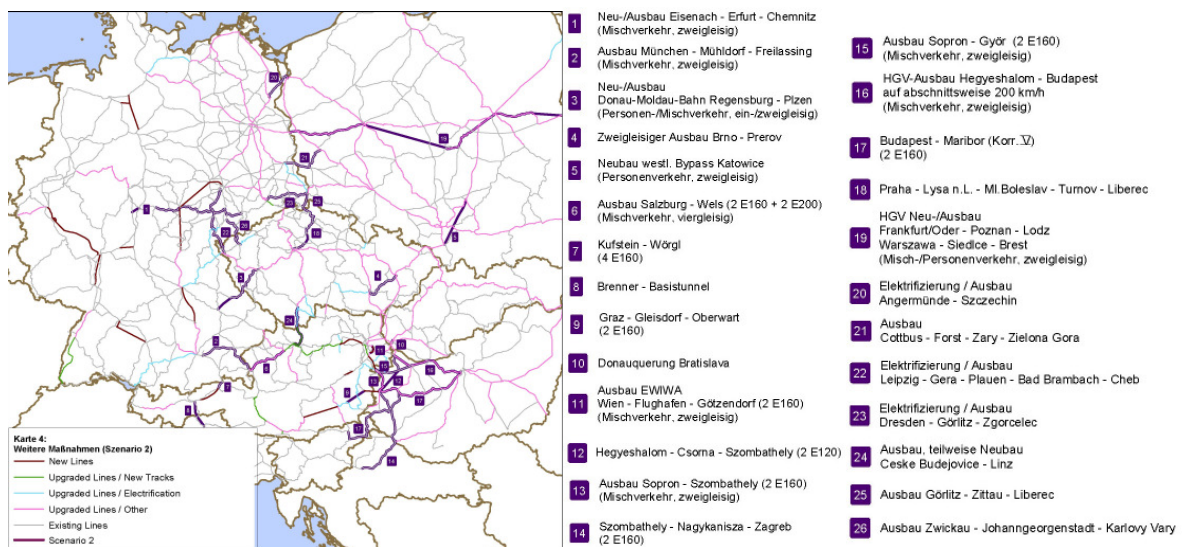 1
Neu-/Ausbau Eisenach - Erfurt - Chemnitz
(Mischverkehr, zweigleisig)
2
Ausbau München - Mühldorf - Freilassing
(Mischverkehr, zweigleisig)
3
Neu-/Ausbau
Donau-Moldau-Bahn Regensburg - Plzen
(Personen-/Mischverkehr, ein-/zweigleisig)
4
Zweigleisiger Ausbau Brno - Prerov
5
Neubau westl. Bypass Katowice
(Personenverkehr, zweigleisig)
6
Ausbau Salzburg - Wels (2 E160 + 2 E200)
(Mischverkehr, viergleisig)
7
Kufstein - Wörgl
(4 E160)
8
Brenner - Basistunnel
9
Graz - Gleisdorf - Oberwart
(2 E160)
10
Donauquerung Bratislava
11
Ausbau EWIWA
Wien - Flughafen - Götzendorf (2 E160)
(Mischverkehr, zweigleisig)
12
Hegyeshalom - Csorna - Szombathely (2 E120)
13
Ausbau Sopron - Szombathely (2 E160)
(Mischverkehr, zweigleisig)
14
Szombathely - Nagykanisza - Zagreb
(2 E160)
15
Ausbau Sopron - Györ (2 E160)
(Mischverkehr, zweigleisig)
16
HGV-Ausbau Hegyeshalom - Budapest
auf abschnittsweise 200 km/h
(Mischverkehr, zweigleisig)
17
Budapest - Maribor (Korr. V)
(2 E160)
18
Praha - Lysa n.L. - Ml.Boleslav - Turnov - Liberec
19
HGV Neu-/Ausbau
Frankfurt/Oder - Poznan - Lodz
Warszawa - Siedlce - Brest
(Misch-/Personenverkehr, zweigleisig)
20
Elektrifizierung / Ausbau
Angermünde - Szczechin
21
Ausbau
Cottbus - Forst - Zary - Zielona Gora
22
Elektrifizierung / Ausbau
Leipzig - Gera - Plauen - Bad Brambach - Cheb
23
Elektrifizierung / Ausbau
Dresden - Görlitz - Zgorcelec
24
Ausbau, teilweise Neubau
Ceske Budejovice - Linz
25
Ausbau Görlitz - Zittau - Liberec
26
Ausbau Zwickau - Johanngeorgenstadt - Karlovy Vary
Karte 4:
Weitere Maßnahmen (Szenario 2)
New Lines
Upgraded Lines / New Tracks
Upgraded Lines / Electrification
Upgraded Lines / Other
Existing Lines
Scenario 2